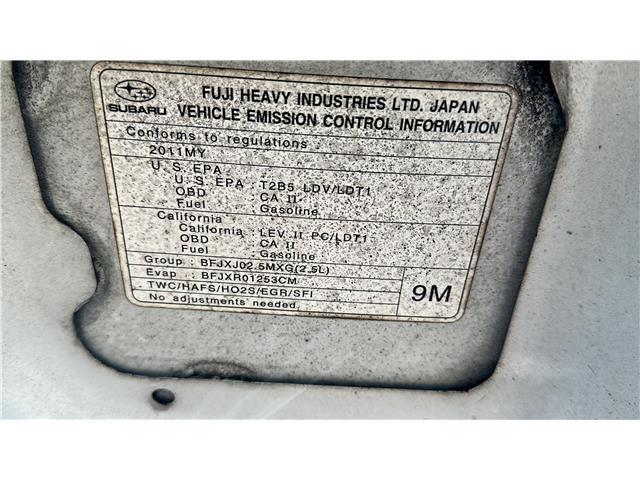 FUJI HEAVY INDUSTRIES LTD. JAPAN
SUBARU
VEHICLE EMISSION CONTROL INFORMATION
Conforms to regulations
2011MY
U. S. EPA
U. S. EPA : T2B5 LDV/LDT1
OBD : CA II
Fuel : Gasoline
California
California : LEV II PC/LDT1
OBD : CA II
Fuel : Gasoline
Group : BFJXJ02.5MXG(2.5L)
Evap : BFJXR01253CM
TWC/HAFS/HO2S/EGR/SFI
No adjustments needed.
9M